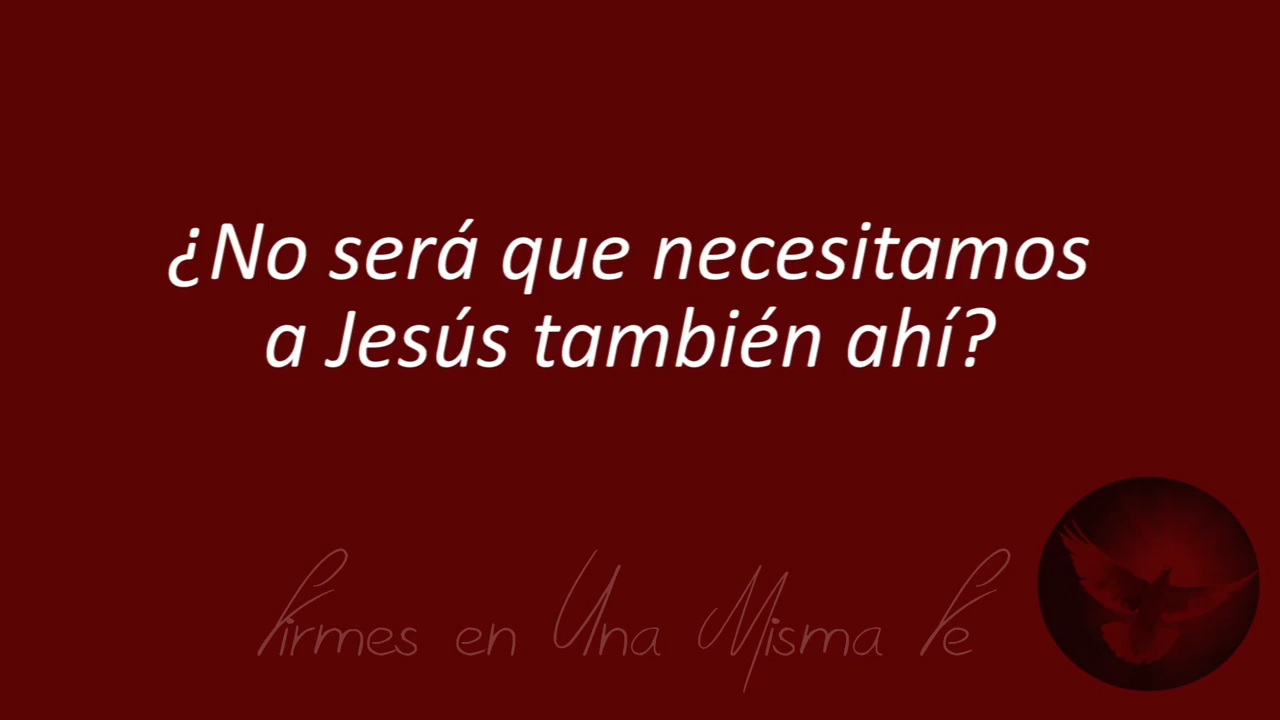 ¿No será que necesitamos
a Jesús también ahí?
Firmes en Una Misma Fe